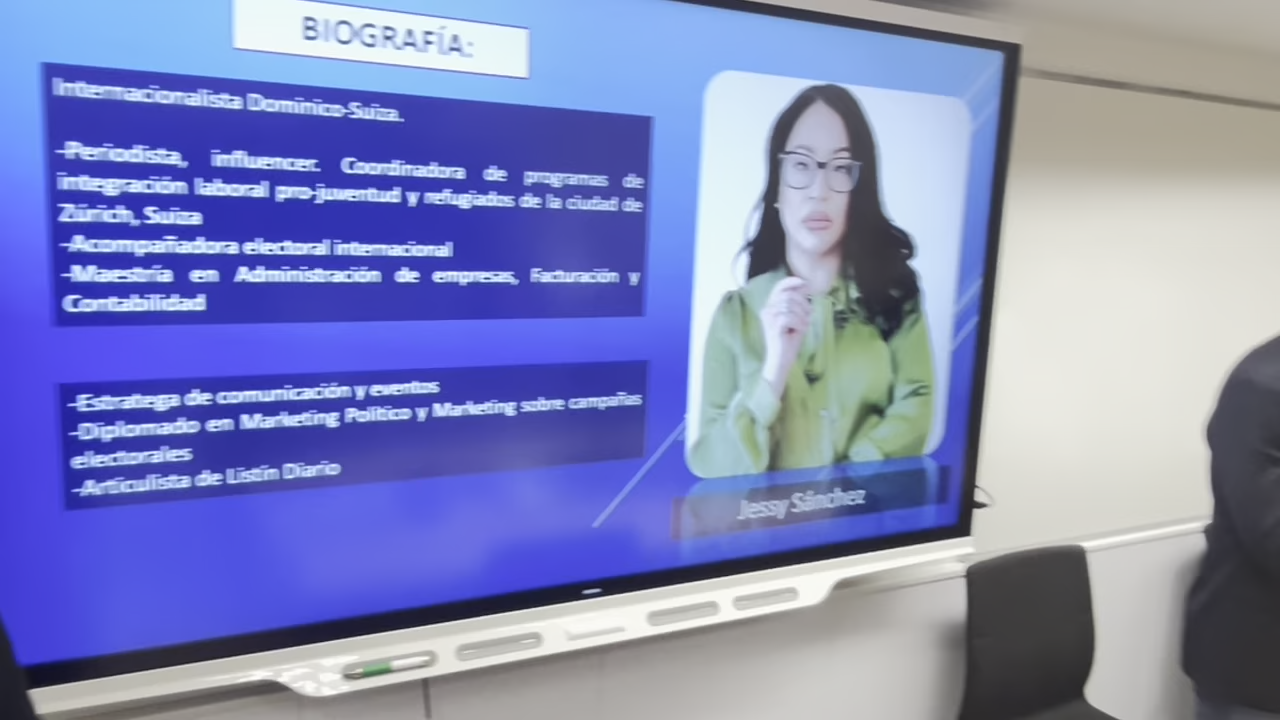 BIOGRAFÍA:
Internacionalista Dominico-Suiza.
-Periodista, influencer. Coordinadora de programas de
integración laboral pro-juventud y refugiados de la ciudad de
Zúrich, Suiza
-Acompañadora electoral internacional
-Maestría en Administración de empresas, Facturación y
Contabilidad
-Estratega de comunicación y eventos
-Diplomado en Marketing Político y Marketing sobre campañas
electorales
-Articulista de Listín Diario
Jessy Sánchez